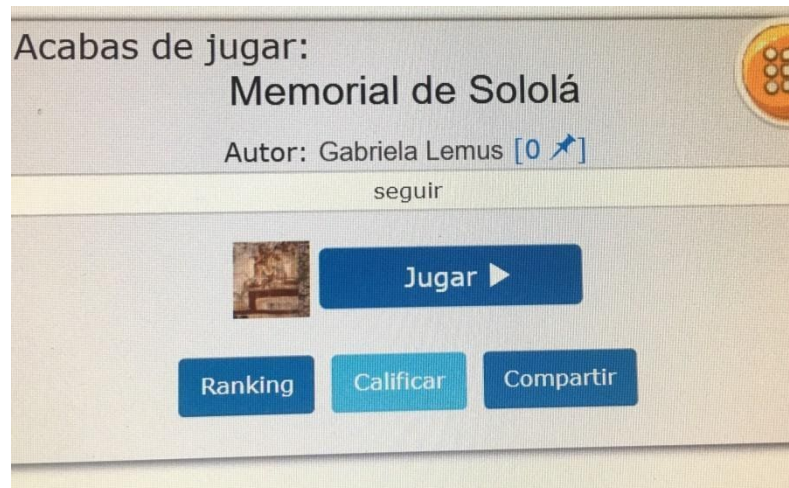 Acabas de jugar:
Memorial de Sololá
Autor: Gabriela Lemus [0 📌]
seguir
Jugar ▶
Ranking
Calificar
Compartir